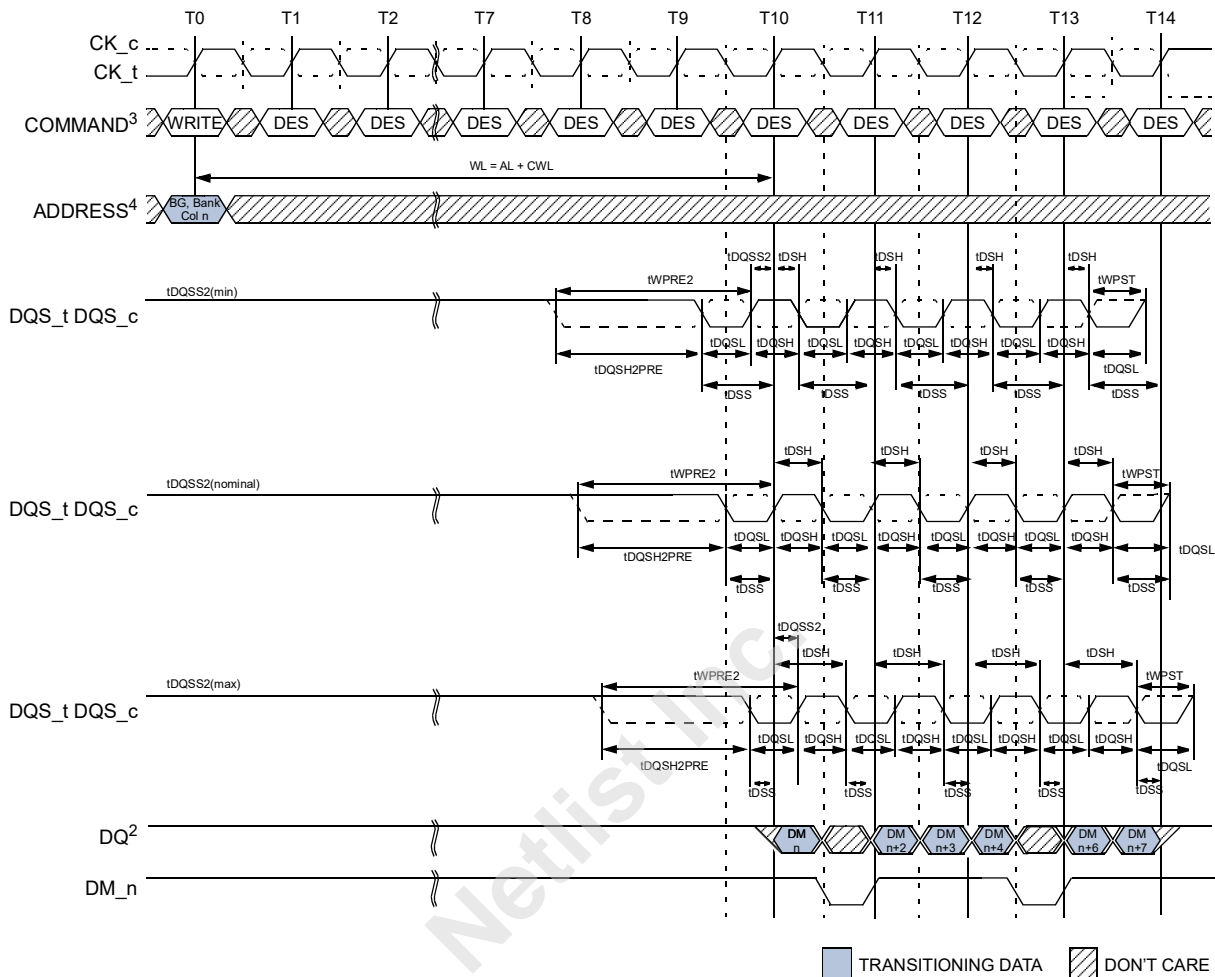 T0 T1 T2 T7 T8 T9 T10 T11 T12 T13 T14
CK_c
CK_t
COMMAND3 WRITE DES DES DES DES DES DES DES DES DES DES
WL = AL + CWL
ADDRESS4 BG, Bank
Col n
tDQSS2 tDSH tDSH tDSH tDSH
tDQSS2(min) tWPRE2 tWPST
DQS_t DQS_c
tDQSL tDQSH tDQSL tDQSH tDQSL tDQSH tDQSL tDQSH
tDQSH2PRE tDQSL
tDSS tDSS tDSS tDSS tDSS
tDSH tDSH tDSH tDSH
tDQSS2(nominal) tWPRE2 tWPST
DQS_t DQS_c
tDQSL tDQSH tDQSL tDQSH tDQSL tDQSH tDQSL tDQSH
tDQSH2PRE tDQSL
tDSS tDSS tDSS tDSS tDSS
tDQSS2
tDSH tDSH tDSH tDSH
tDQSS2(max) tWPRE2 tWPST
DQS_t DQS_c
tDQSL tDQSH tDQSL tDQSH tDQSL tDQSH tDQSL tDQSH
tDQSH2PRE tDQSL
tDSS tDSS tDSS tDSS tDSS
DQ2 DM DM DM DM DM DM
n n+2 n+3 n+4 n+6 n+7
DM_n
Netlist Inc.
TRANSITIONING DATA DON'T CARE